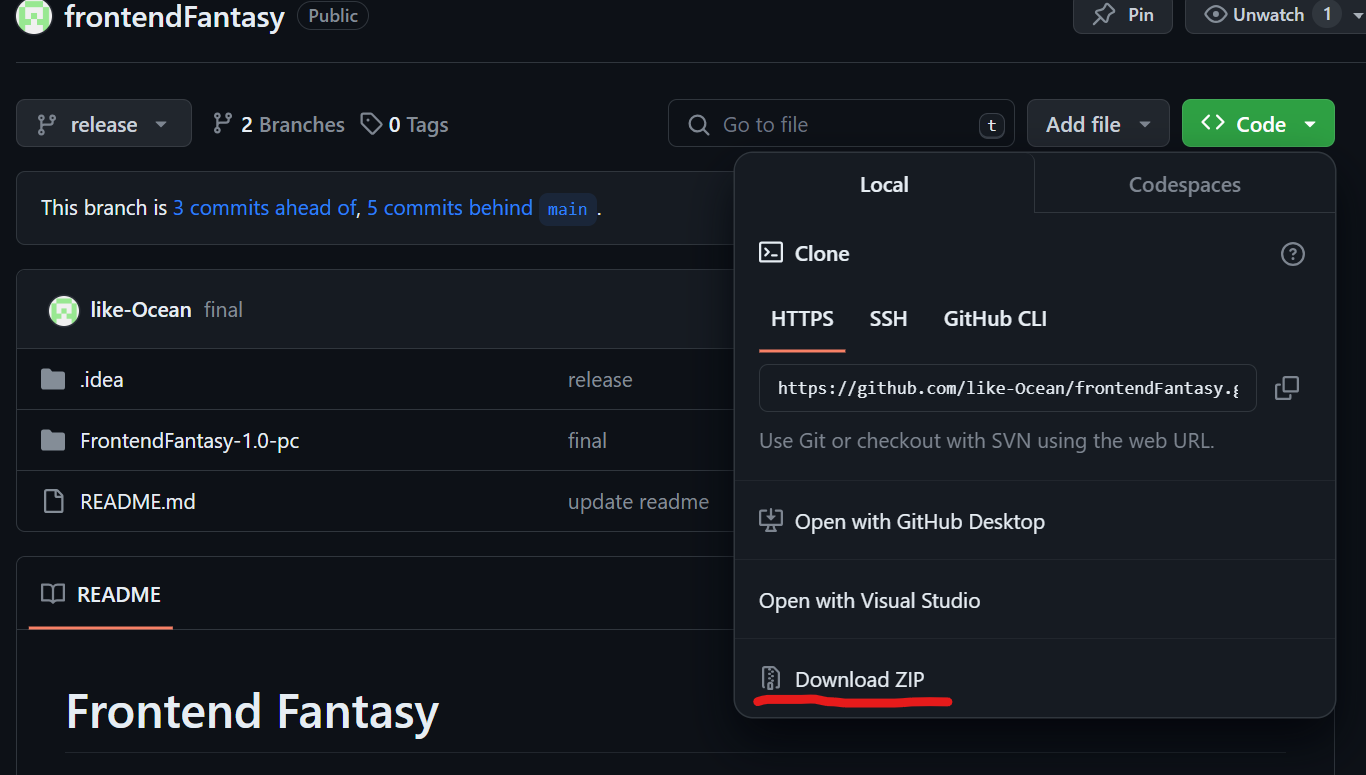 frontendFantasy Public Pin Unwatch 1
release 2 Branches 0 Tags Go to file t Add file Code
Local Codespaces
This branch is 3 commits ahead of, 5 commits behind main .
Clone
like-Ocean final
HTTPS SSH GitHub CLI
.idea release
https://github.com/like-Ocean/frontendFantasy.g
FrontendFantasy-1.0-pc final
Use Git or checkout with SVN using the web URL.
README.md update readme
Open with GitHub Desktop
README
Open with Visual Studio
Download ZIP
Frontend Fantasy